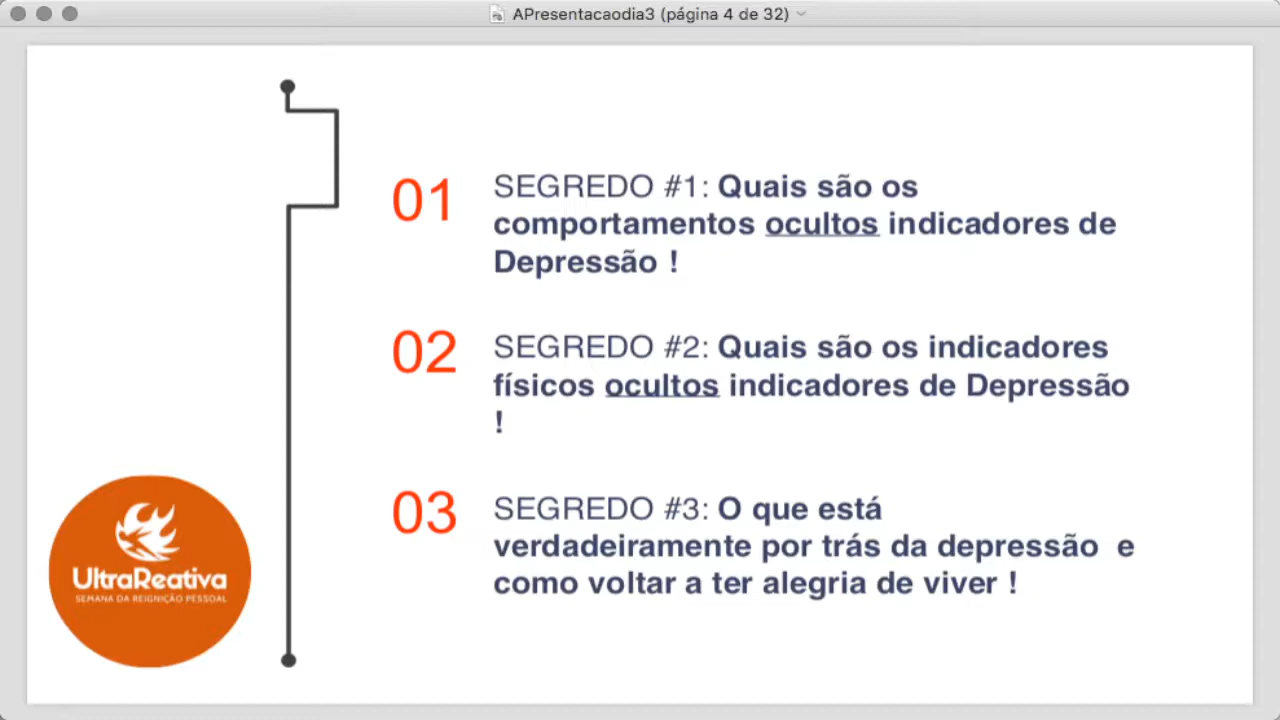 APresentacaodia3 (página 4 de 32)
01
SEGREDO #1: Quais são os
comportamentos ocultos indicadores de
Depressão !
02
SEGREDO #2: Quais são os indicadores
físicos ocultos indicadores de Depressão
!
03
SEGREDO #3: O que está
verdadeiramente por trás da depressão e
como voltar a ter alegria de viver !
UltraReativa
SEMANA DA REIGNIÇÃO PESSOAL